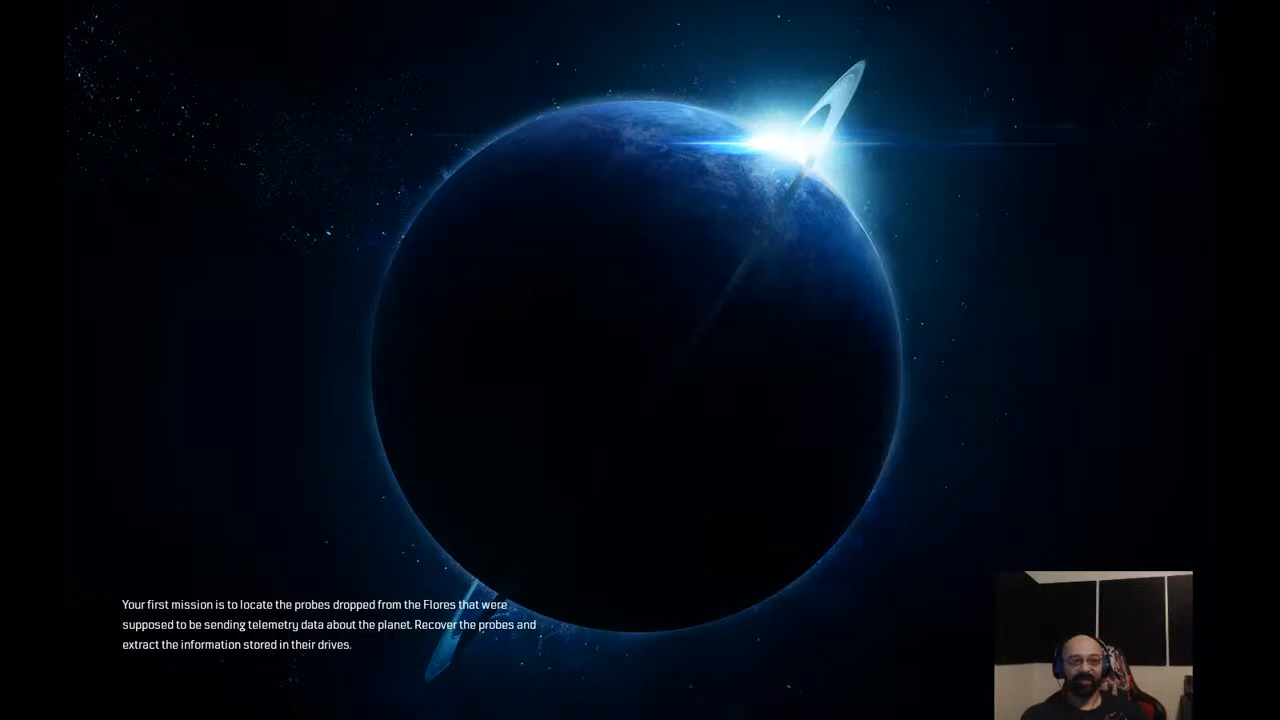 Your first mission is to locate the probes dropped from the Flores that were
supposed to be sending telemetry data about the planet. Recover the probes and
extract the information stored in their drives.